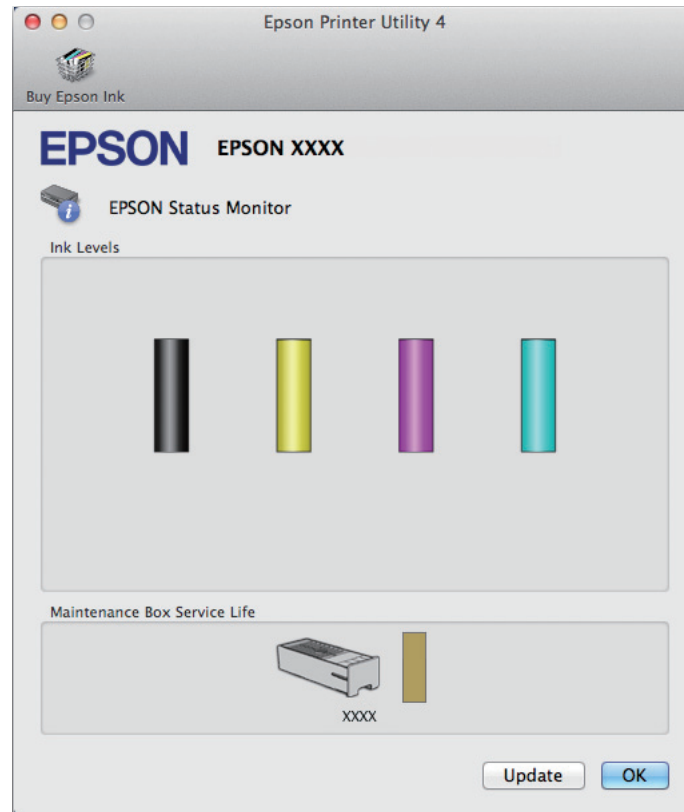 Epson Printer Utility 4
Buy Epson Ink
EPSON EPSON XXXX
EPSON Status Monitor
Ink Levels
Maintenance Box Service Life
XXXX
Update OK